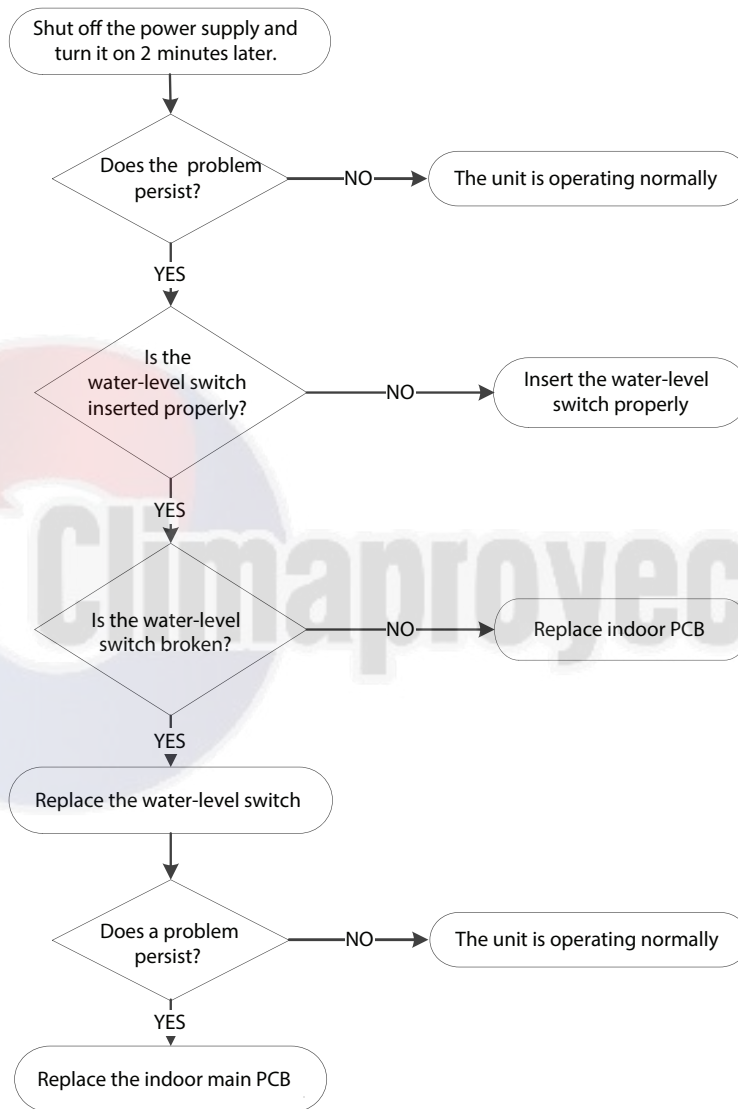 Shut off the power supply and
turn it on 2 minutes later.
Does the problem
persist?
NO
The unit is operating normally
YES
Is the
water-level switch
inserted properly?
NO
Insert the water-level
switch properly
YES
Climaproyec
Is the water-level
switch broken?
NO
Replace indoor PCB
YES
Replace the water-level switch
Does a problem
persist?
NO
The unit is operating normally
YES
Replace the indoor main PCB